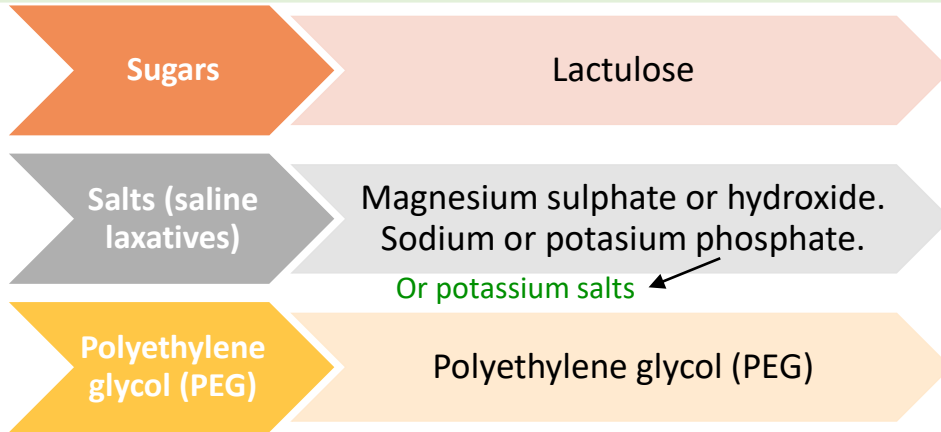 Sugars
Lactulose
Salts (saline
laxatives)
Magnesium sulphate or hydroxide.
Sodium or potasium phosphate.
Or potassium salts
Polyethylene
glycol (PEG)
Polyethylene glycol (PEG)